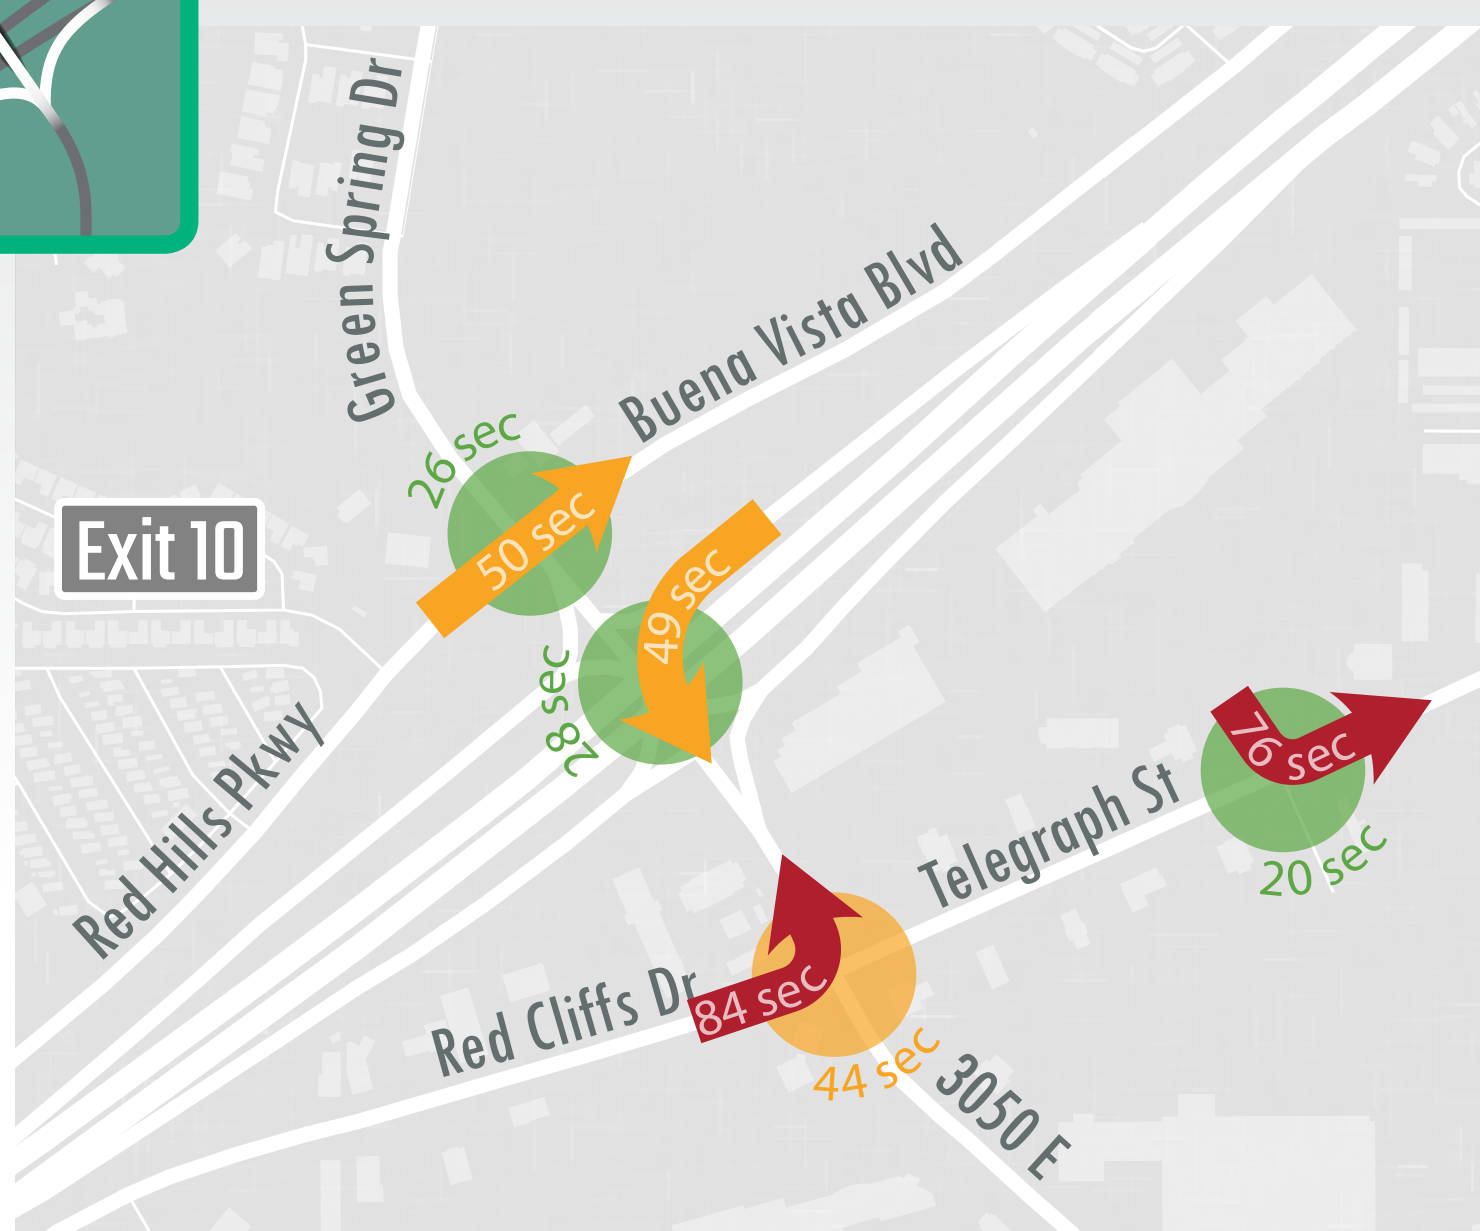 Green Spring Dr
Buena Vista Blvd
26 sec
50 sec
Exit 10
49 sec
28 sec
Red Hills Pkwy
76 sec
Telegraph St
20 sec
Red Cliffs Dr
84 sec
44 sec
3050 E